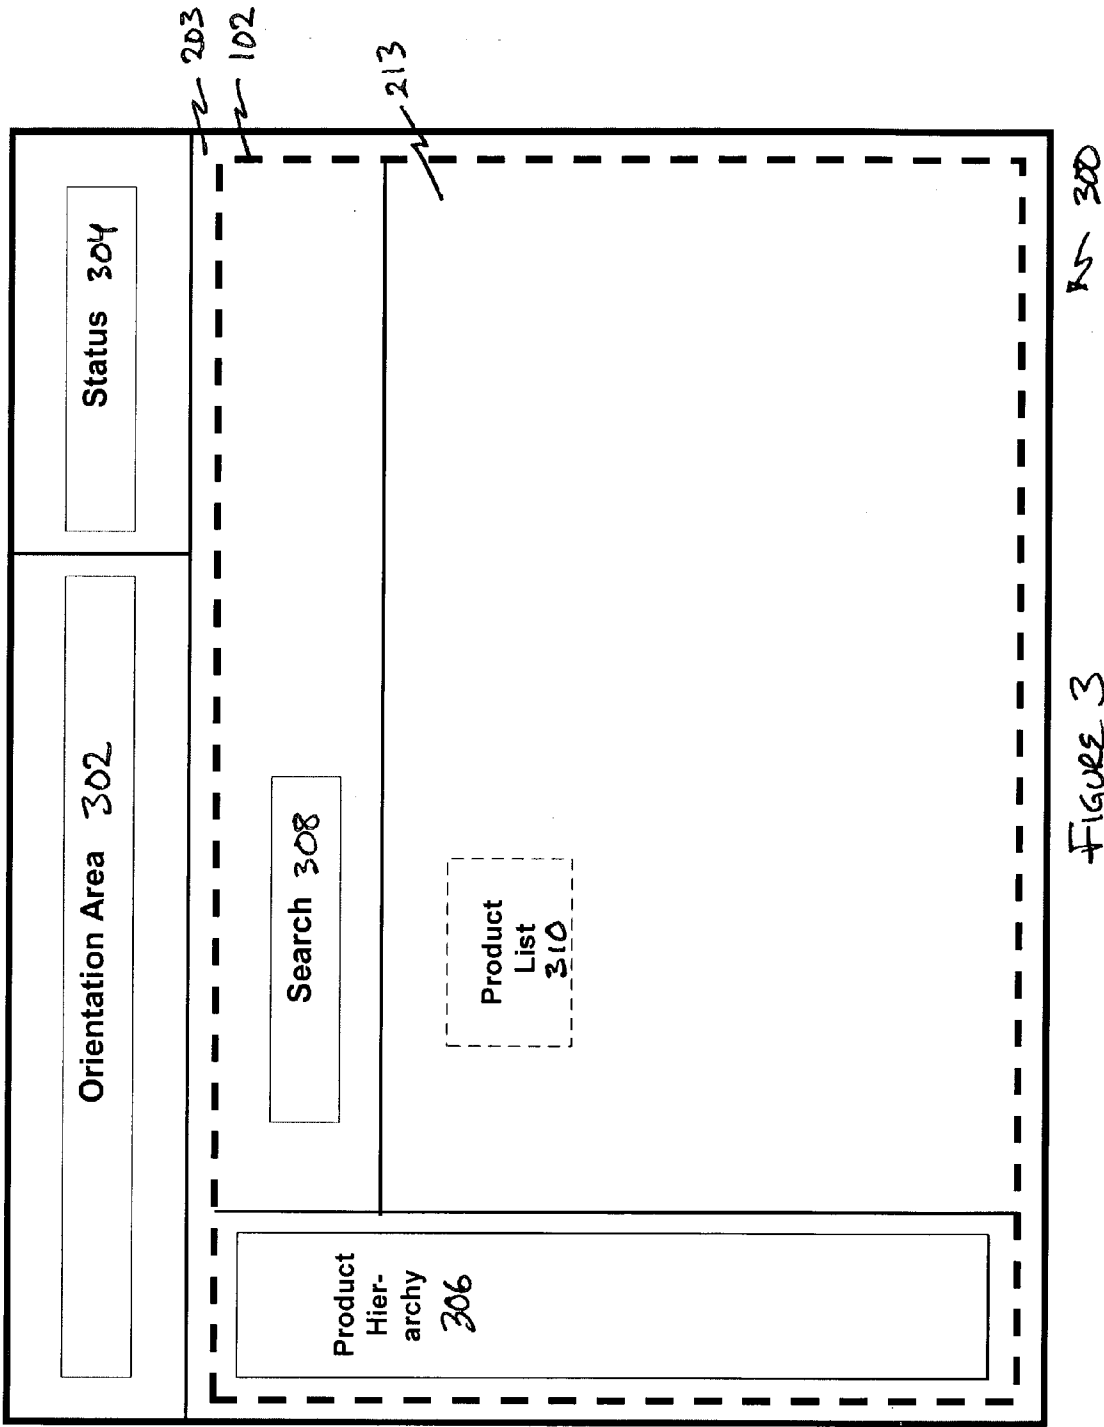 Orientation Area 302
Status 304
203
102
213
Search 308
Product
Hier-
archy
306
Product
List
310
FIGURE 3
300